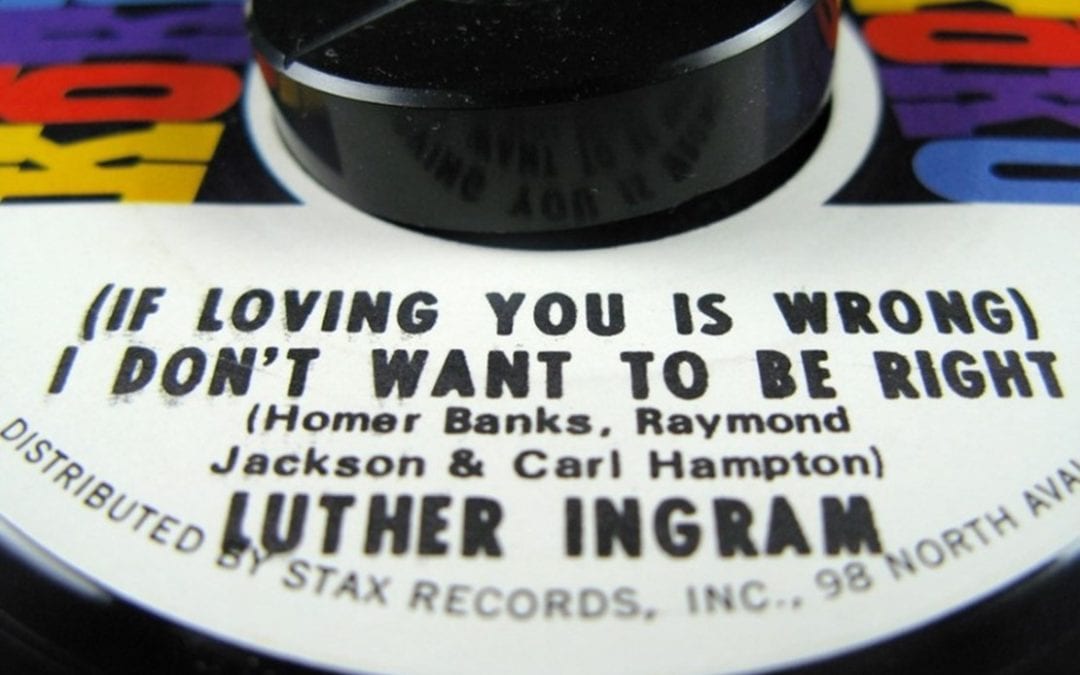 (IF LOVING YOU IS WRONG)
I DON'T WANT TO BE RIGHT
(Homer Banks, Raymond
Jackson & Carl Hampton)
LUTHER INGRAM
DISTRIBUTED BY STAX RECORDS, INC., 98 NORTH